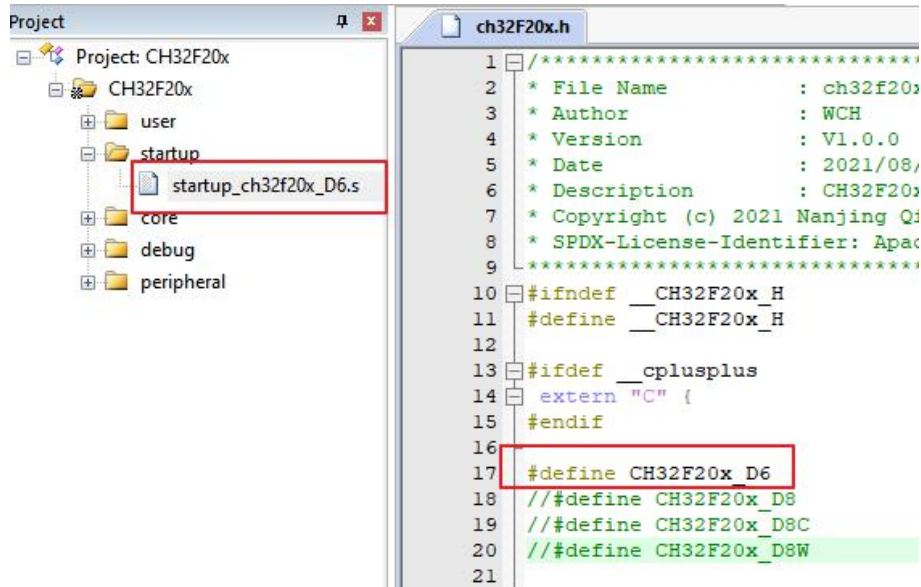 Project
Project: CH32F20x
CH32F20x
user
startup
startup_ch32f20x_D6.s
core
debug
peripheral
ch32F20x.h
1 /******************************
2 * File Name : ch32f20x
3 * Author : WCH
4 * Version : V1.0.0
5 * Date : 2021/08/
6 * Description : CH32F20x
7 * Copyright (c) 2021 Nanjing Qi
8 * SPDX-License-Identifier: Apac
9 *******************************
10 #ifndef __CH32F20x_H
11 #define __CH32F20x_H
12
13 #ifdef __cplusplus
14 extern "C" {
15 #endif
16
17 #define CH32F20x_D6
18 //#define CH32F20x_D8
19 //#define CH32F20x_D8C
20 //#define CH32F20x_D8W
21